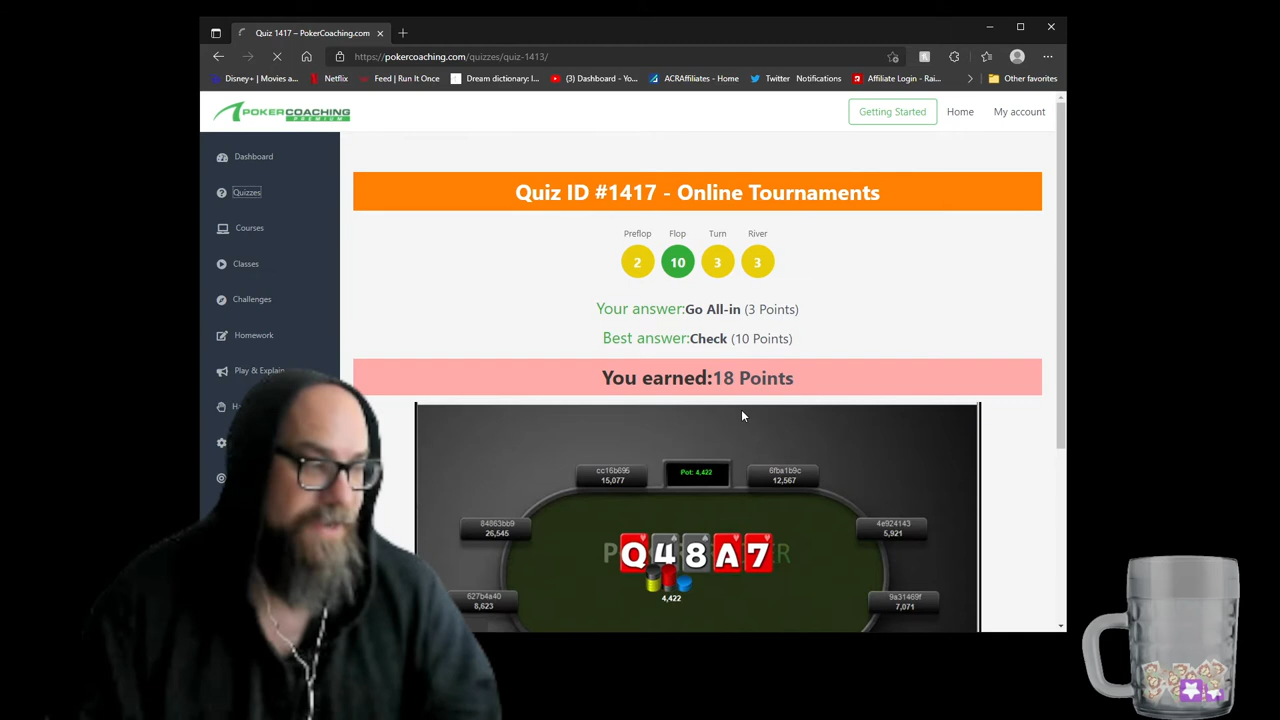 Quiz 1417 – PokerCoaching.com
https://pokercoaching.com/quizzes/quiz-1413/
Disney+ | Movies a... Netflix Feed | Run It Once Dream dictionary: I... (3) Dashboard - Yo... ACRAffiliates - Home Twitter Notifications Affiliate Login - Rai... Other favorites
POKERCOACHING
PREMIUM
Getting Started Home My account
Dashboard
Quizzes
Courses
Classes
Challenges
Homework
Play & Explain
Quiz ID #1417 - Online Tournaments
Preflop Flop Turn River
2 10 3 3
Your answer:Go All-in (3 Points)
Best answer:Check (10 Points)
You earned:18 Points
cc16b695
15,077
Pot: 4,422
6fba1b9c
12,567
84863bb9
26,545
4e924143
5,921
Q 4 8 A 7
4,422
627b4a40
8,623
9a31469f
7,071